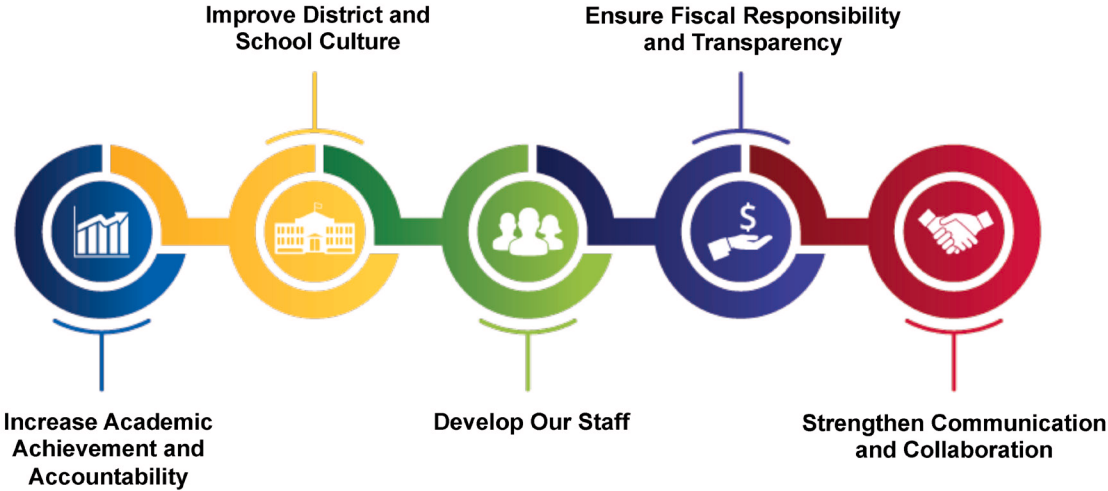 Improve District and
School Culture
Ensure Fiscal Responsibility
and Transparency
$
Increase Academic
Achievement and
Accountability
Develop Our Staff
Strengthen Communication
and Collaboration